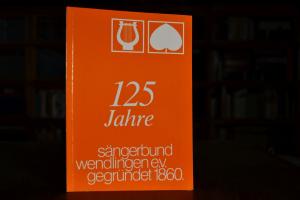 125
Jahre
sängerbund
wendlingen e.v.
gegründet 1860.